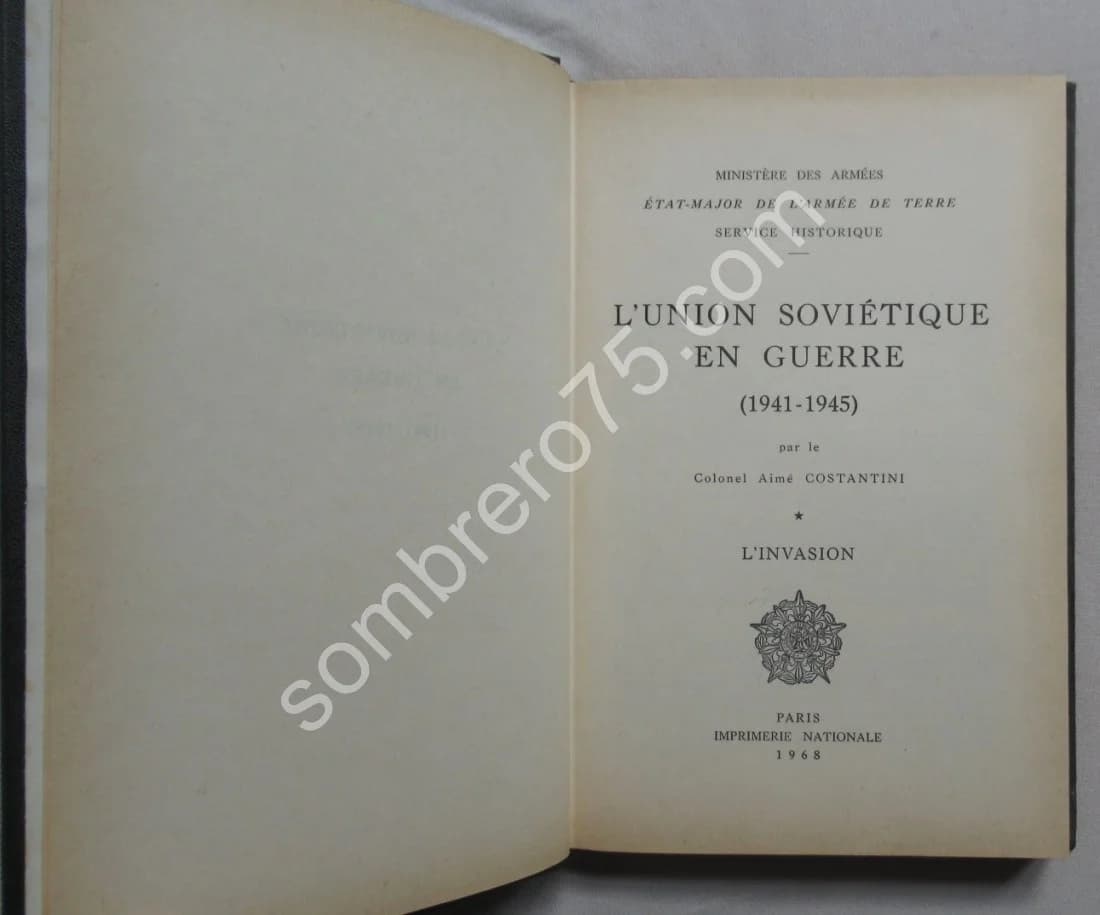 MINISTÈRE DES ARMÉES
ÉTAT-MAJOR DE L'ARMÉE DE TERRE
SERVICE HISTORIQUE
L'UNION SOVIÉTIQUE
EN GUERRE
(1941-1945)
par le
Colonel Aimé COSTANTINI
★
L'INVASION
PARIS
IMPRIMERIE NATIONALE
1968
sombrero75.com